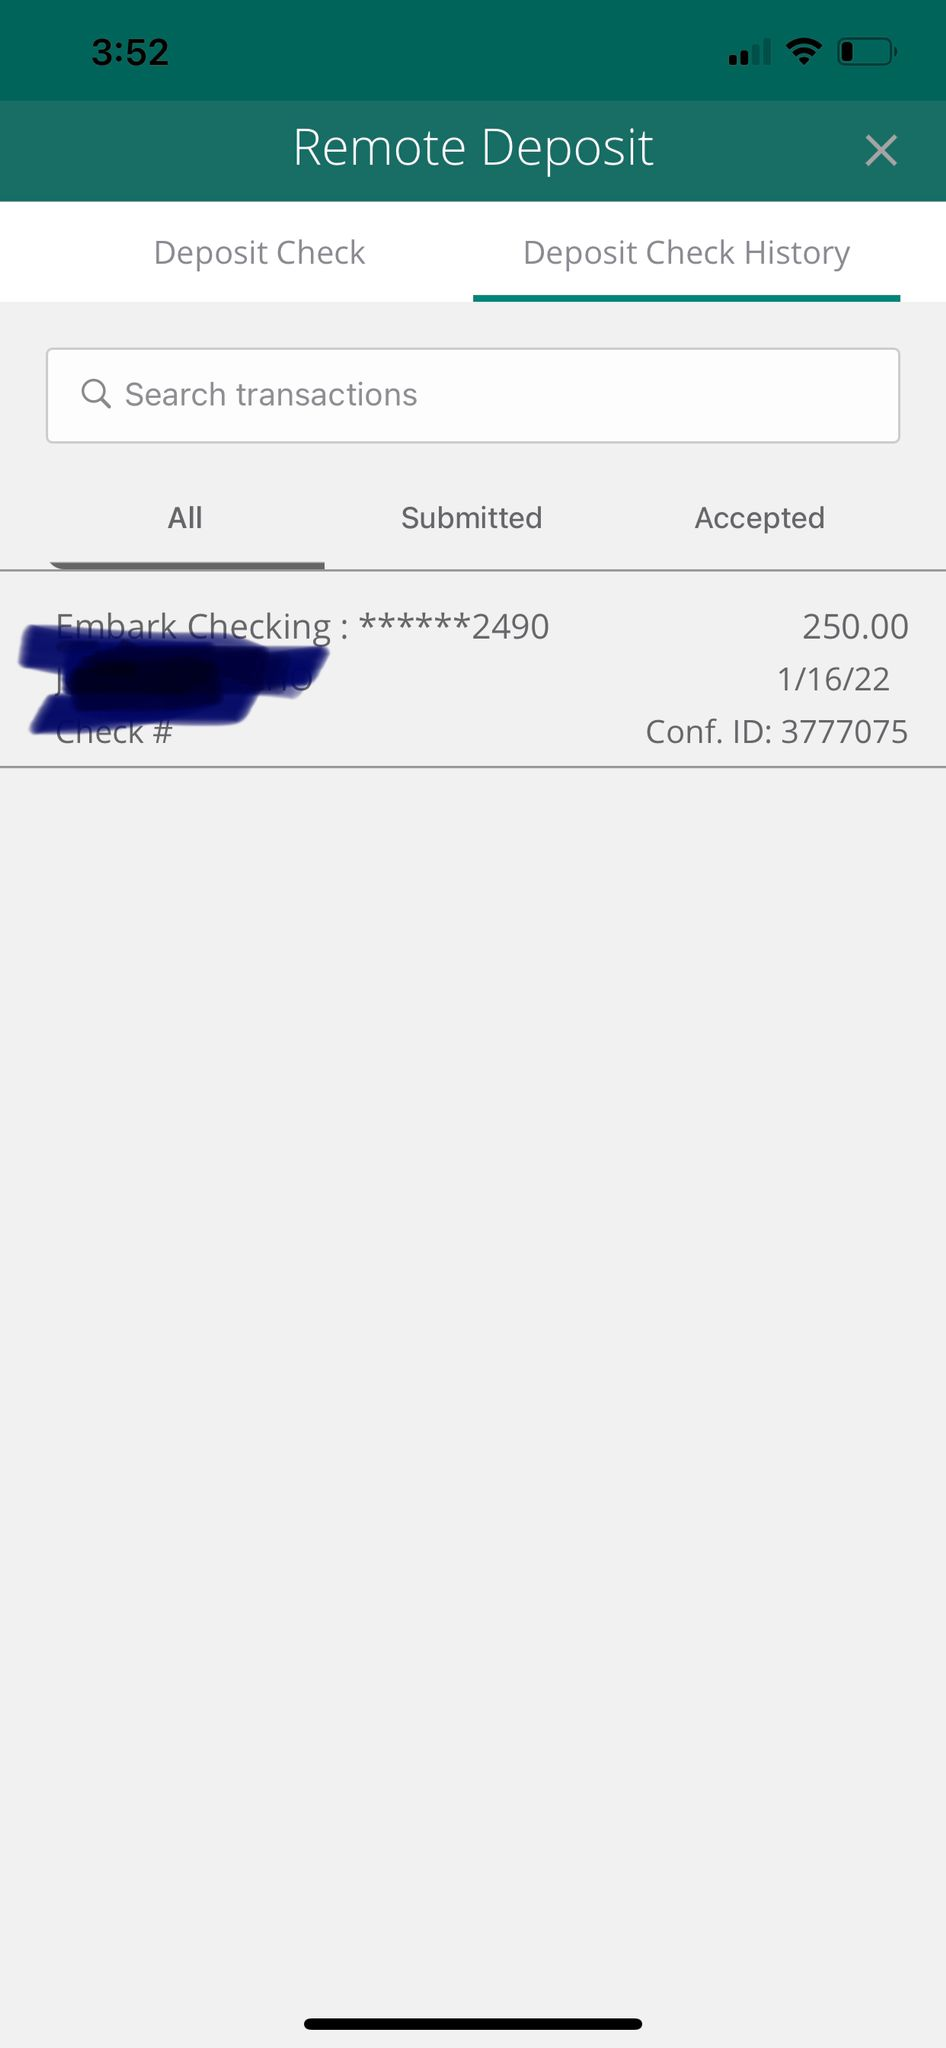 3:52
Remote Deposit
Deposit Check Deposit Check History
Search transactions
All Submitted Accepted
Embark Checking : ******2490 250.00
1/16/22
Check # Conf. ID: 3777075